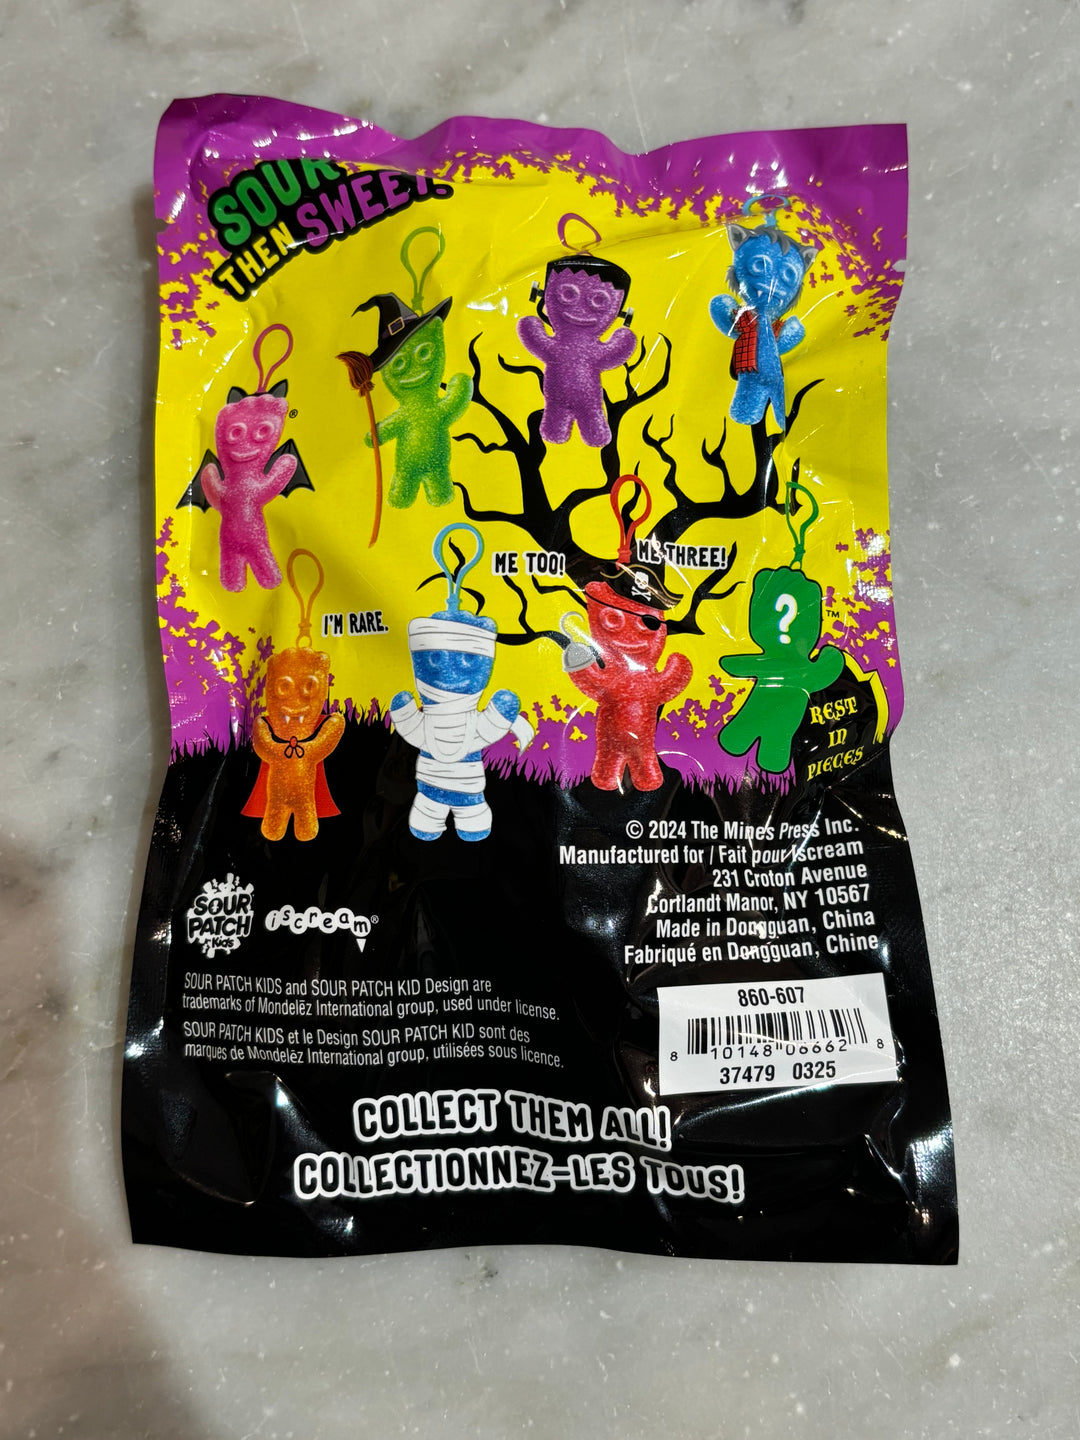 SOUR
THEN SWEET!
®
ME TOO!
ME THREE!
I'M RARE.
?
™
REST
IN
PIECES
© 2024 The Mines Press Inc.
Manufactured for / Fait pour Iscream
231 Croton Avenue
Cortlandt Manor, NY 10567
Made in Dongguan, China
Fabriqué en Dongguan, Chine
SOUR
PATCH
Kids
iscream®
SOUR PATCH KIDS and SOUR PATCH KID Design are
trademarks of Mondelēz International group, used under license.
SOUR PATCH KIDS et le Design SOUR PATCH KID sont des
marques de Mondelēz International group, utilisées sous licence.
860-607
8 10148 06662 8
37479 0325
COLLECT THEM ALL!
COLLECTIONNEZ-LES TOUS!